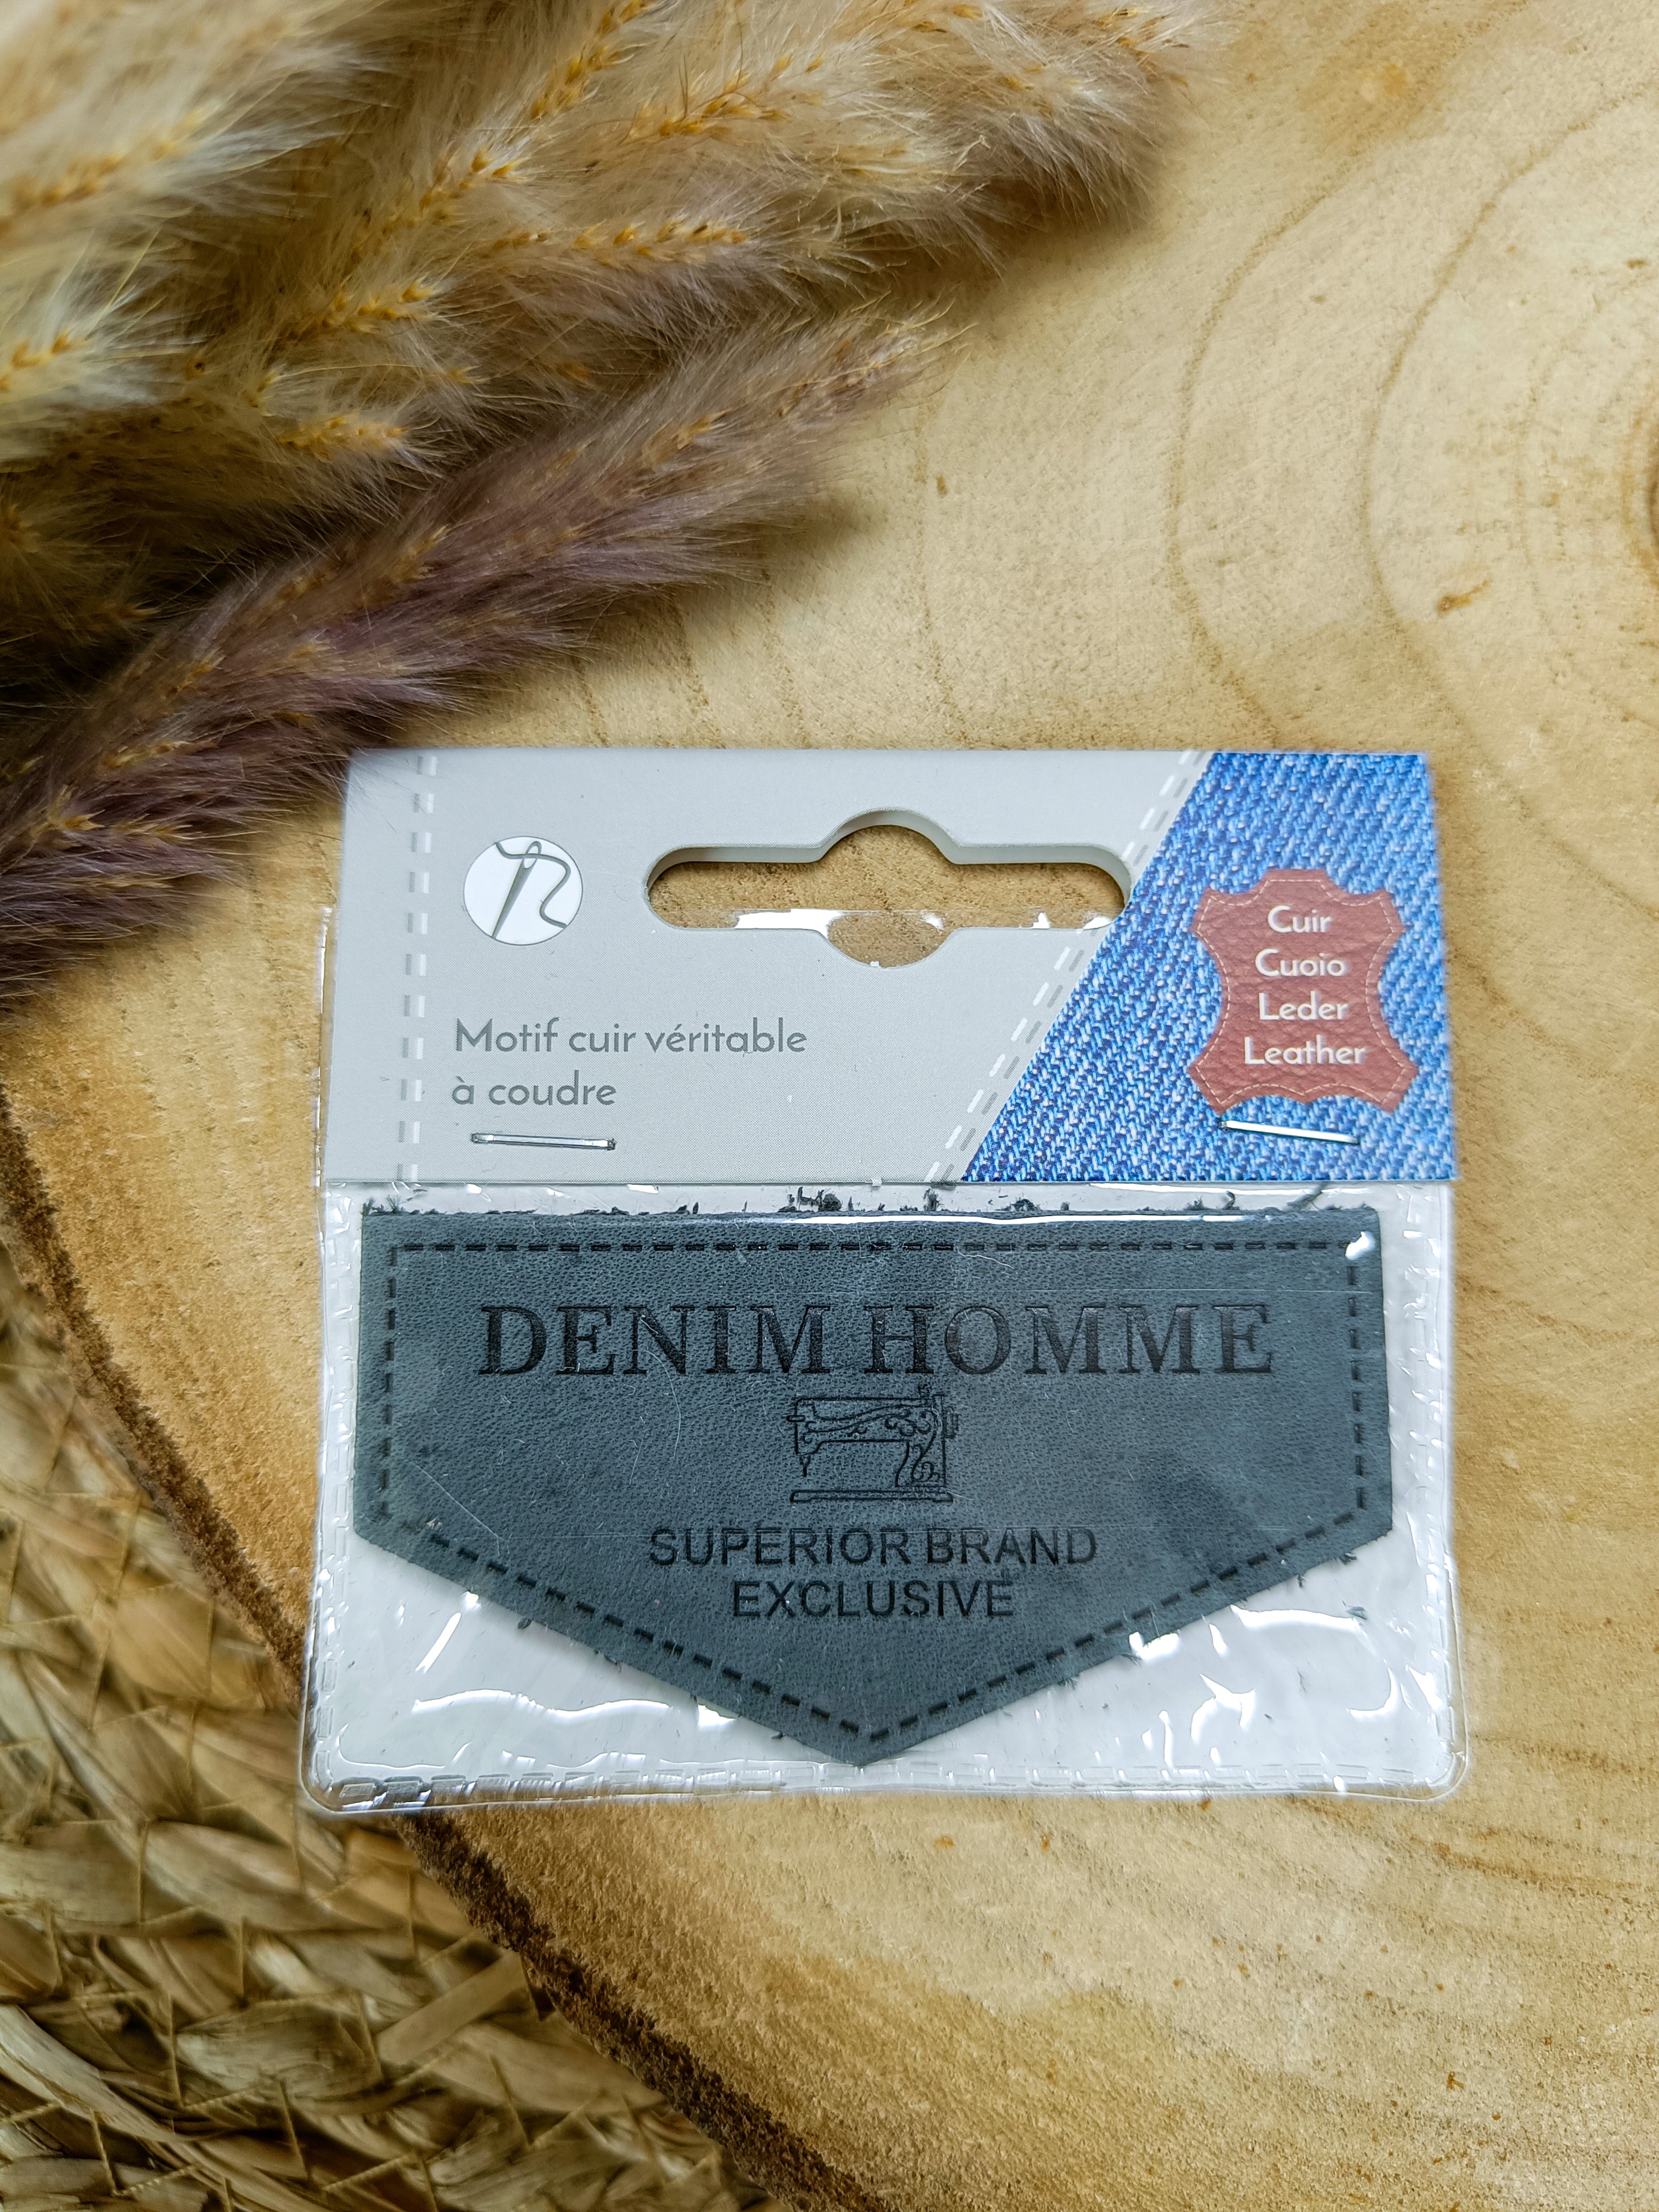 Motif cuir véritable
à coudre
Cuir
Cuoio
Leder
Leather
DENIM HOMME
SUPERIOR BRAND
EXCLUSIVE